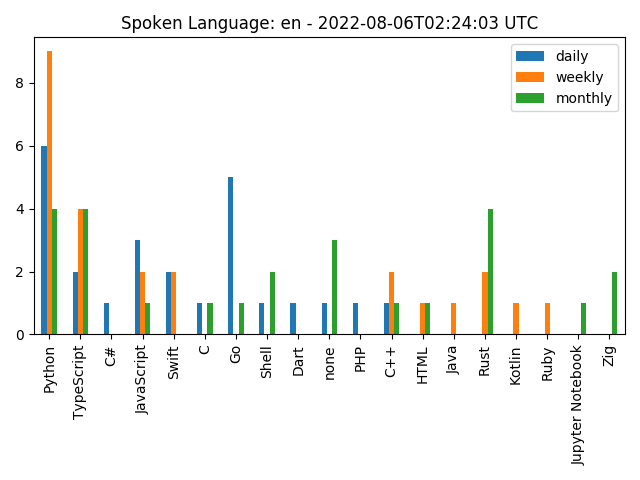 Spoken Language: en - 2022-08-06T02:24:03 UTC
daily
weekly
monthly
8
6
4
2
0
Python
TypeScript
C#
JavaScript
Swift
C
Go
Shell
Dart
none
PHP
C++
HTML
Java
Rust
Kotlin
Ruby
Jupyter Notebook
Zig